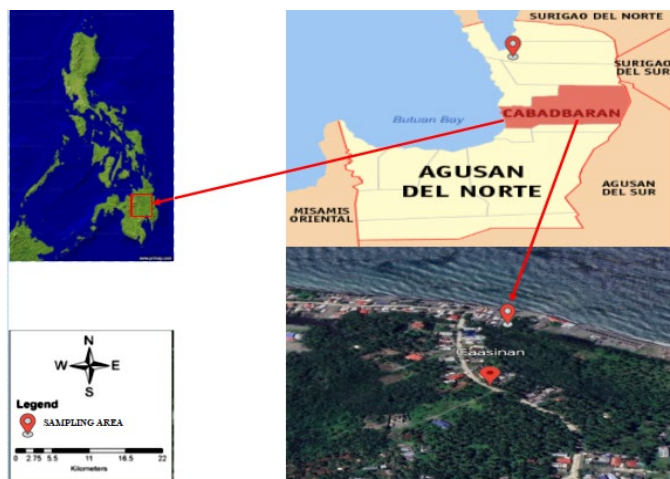 SURIGAO DEL NORTE
SURIGAO
DEL SUR
Butuan Bay
CABADBARAN
AGUSAN
DEL NORTE
AGUSAN
DEL SUR
MISAMIS
ORIENTAL
Caasinan
N
W E
S
Legend
SAMPLING AREA
0 2.75 5.5 11 16.5 22
Kilometers